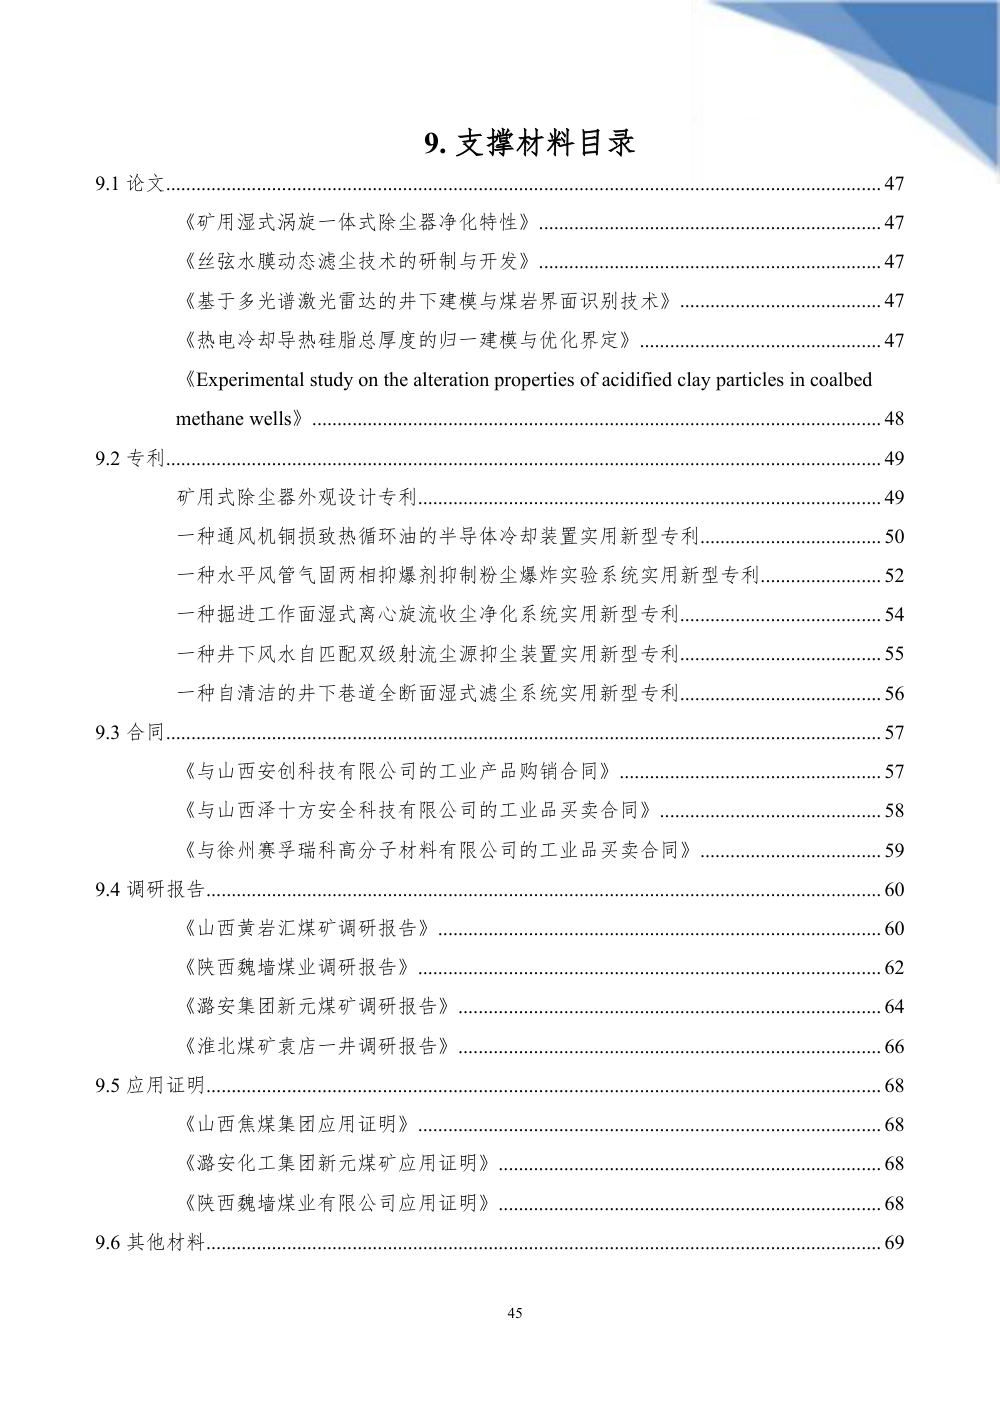 9. 支撑材料目录
9.1 论文........47
《矿用湿式涡旋一体式除尘器净化特性》........47
《丝弦水膜动态滤尘技术的研制与开发》........47
《基于多光谱激光雷达的井下建模与煤岩界面识别技术》........47
《热电冷却导热硅脂总厚度的归一建模与优化界定》........47
《Experimental study on the alteration properties of acidified clay particles in coalbed
methane wells》........48
9.2 专利........49
矿用式除尘器外观设计专利........49
一种通风机铜损致热循环油的半导体冷却装置实用新型专利........50
一种水平风管气固两相抑爆剂抑制粉尘爆炸实验系统实用新型专利........52
一种掘进工作面湿式离心旋流收尘净化系统实用新型专利........54
一种井下风水自匹配双级射流尘源抑尘装置实用新型专利........55
一种自清洁的井下巷道全断面湿式滤尘系统实用新型专利........56
9.3 合同........57
《与山西安创科技有限公司的工业产品购销合同》........57
《与山西泽十方安全科技有限公司的工业品买卖合同》........58
《与徐州赛孚瑞科高分子材料有限公司的工业品买卖合同》........59
9.4 调研报告........60
《山西黄岩汇煤矿调研报告》........60
《陕西魏墙煤业调研报告》........62
《潞安集团新元煤矿调研报告》........64
《淮北煤矿袁店一井调研报告》........66
9.5 应用证明........68
《山西焦煤集团应用证明》........68
《潞安化工集团新元煤矿应用证明》........68
《陕西魏墙煤业有限公司应用证明》........68
9.6 其他材料........69
45